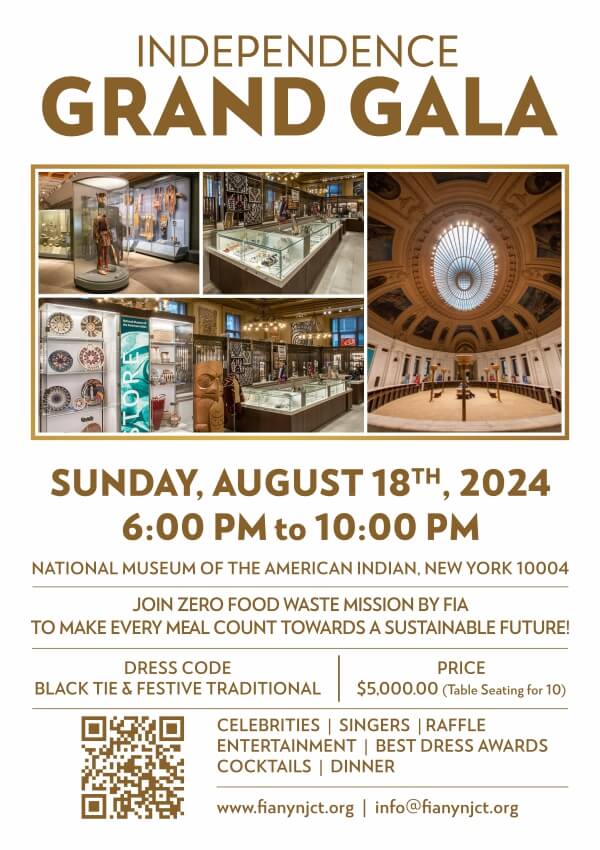 INDEPENDENCE
GRAND GALA
SUNDAY, AUGUST 18TH, 2024
6:00 PM to 10:00 PM
NATIONAL MUSEUM OF THE AMERICAN INDIAN, NEW YORK 10004
JOIN ZERO FOOD WASTE MISSION BY FIA
TO MAKE EVERY MEAL COUNT TOWARDS A SUSTAINABLE FUTURE!
DRESS CODE
BLACK TIE & FESTIVE TRADITIONAL
PRICE
$5,000.00 (Table Seating for 10)
CELEBRITIES | SINGERS | RAFFLE
ENTERTAINMENT | BEST DRESS AWARDS
COCKTAILS | DINNER
www.fianynjct.org | info@fianynjct.org